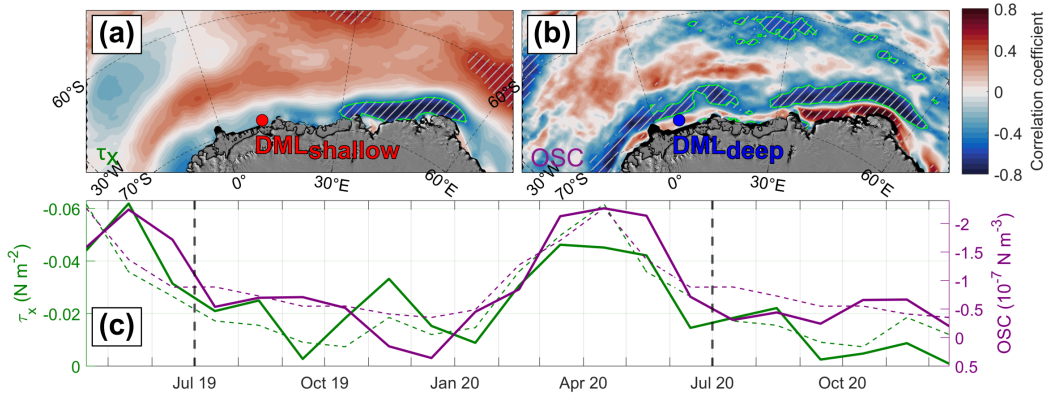 (a)
60°S
τx
DMLshallow
30°W
70°S
0°
30°E
60°E
60°S
(b)
60°S
OSC
DMLdeep
30°W
70°S
0°
30°E
60°E
60°S
0.8
0.4
0
-0.4
-0.8
Correlation coefficient
-0.06
-0.04
-0.02
0
τx (N m-2)
(c)
-2
-1.5
-1
-0.5
0
0.5
OSC (10-7 N m-3)
Jul 19
Oct 19
Jan 20
Apr 20
Jul 20
Oct 20